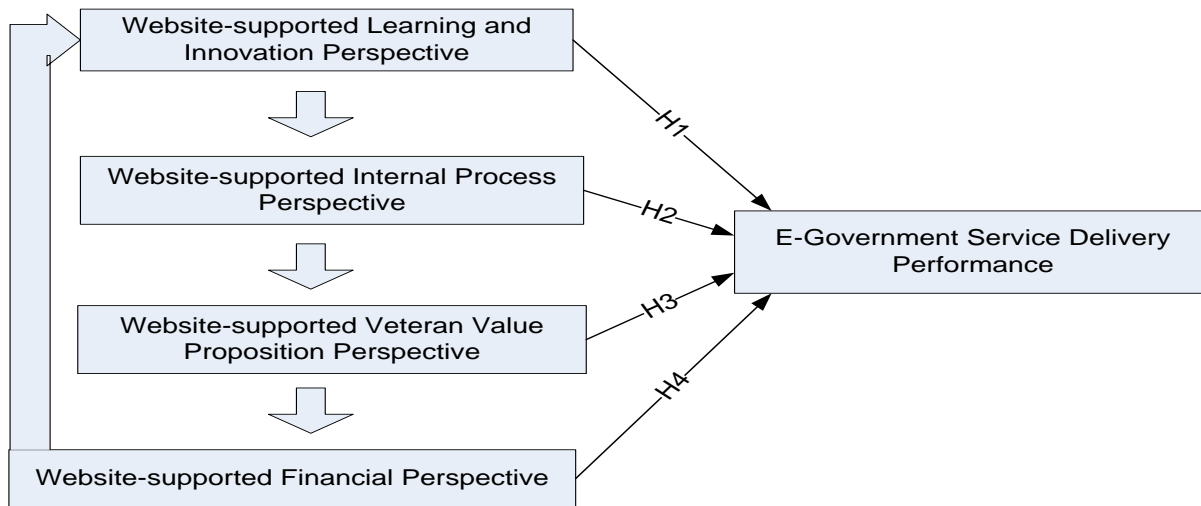 Website-supported Learning and
Innovation Perspective
H1
Website-supported Internal Process
Perspective
H2
E-Government Service Delivery
Performance
H3
Website-supported Veteran Value
Proposition Perspective
H4
Website-supported Financial Perspective